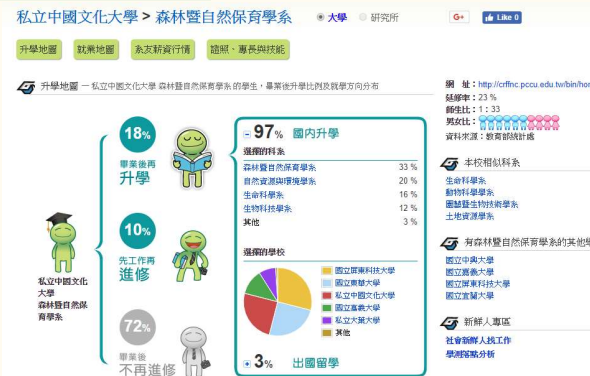 私立中國文化大學 > 森林暨自然保育學系
大學
研究所
G+
Like 0
升學地圖
就業地圖
系友薪資行情
證照、專長與技能
升學地圖 — 私立中國文化大學 森林暨自然保育學系 的學生，畢業後升學比例及就學方向分布
私立中國文化
大學
森林暨自然保
育學系
18%
畢業後再
升學
10%
先工作再
進修
72%
畢業後
不再進修
97% 國內升學
選擇的科系
森林暨自然保育學系 33 %
自然資源與環境學系 20 %
生命科學系 16 %
生物科技學系 12 %
其他 3 %
選擇的學校
國立屏東科技大學
國立東華大學
私立中國文化大學
國立嘉義大學
私立大葉大學
其他
3% 出國留學
網 址：http://crffnc.pccu.edu.tw/bin/hor
延修率：23 %
師生比：1：33
男女比：
資料來源：教育部統計處
本校相似科系
生命科學系
動物科學學系
園藝暨生物技術學系
土地資源學系
有森林暨自然保育學系的其他學
國立中興大學
國立嘉義大學
國立屏東科技大學
國立宜蘭大學
新鮮人專區
社會新鮮人找工作
學測落點分析